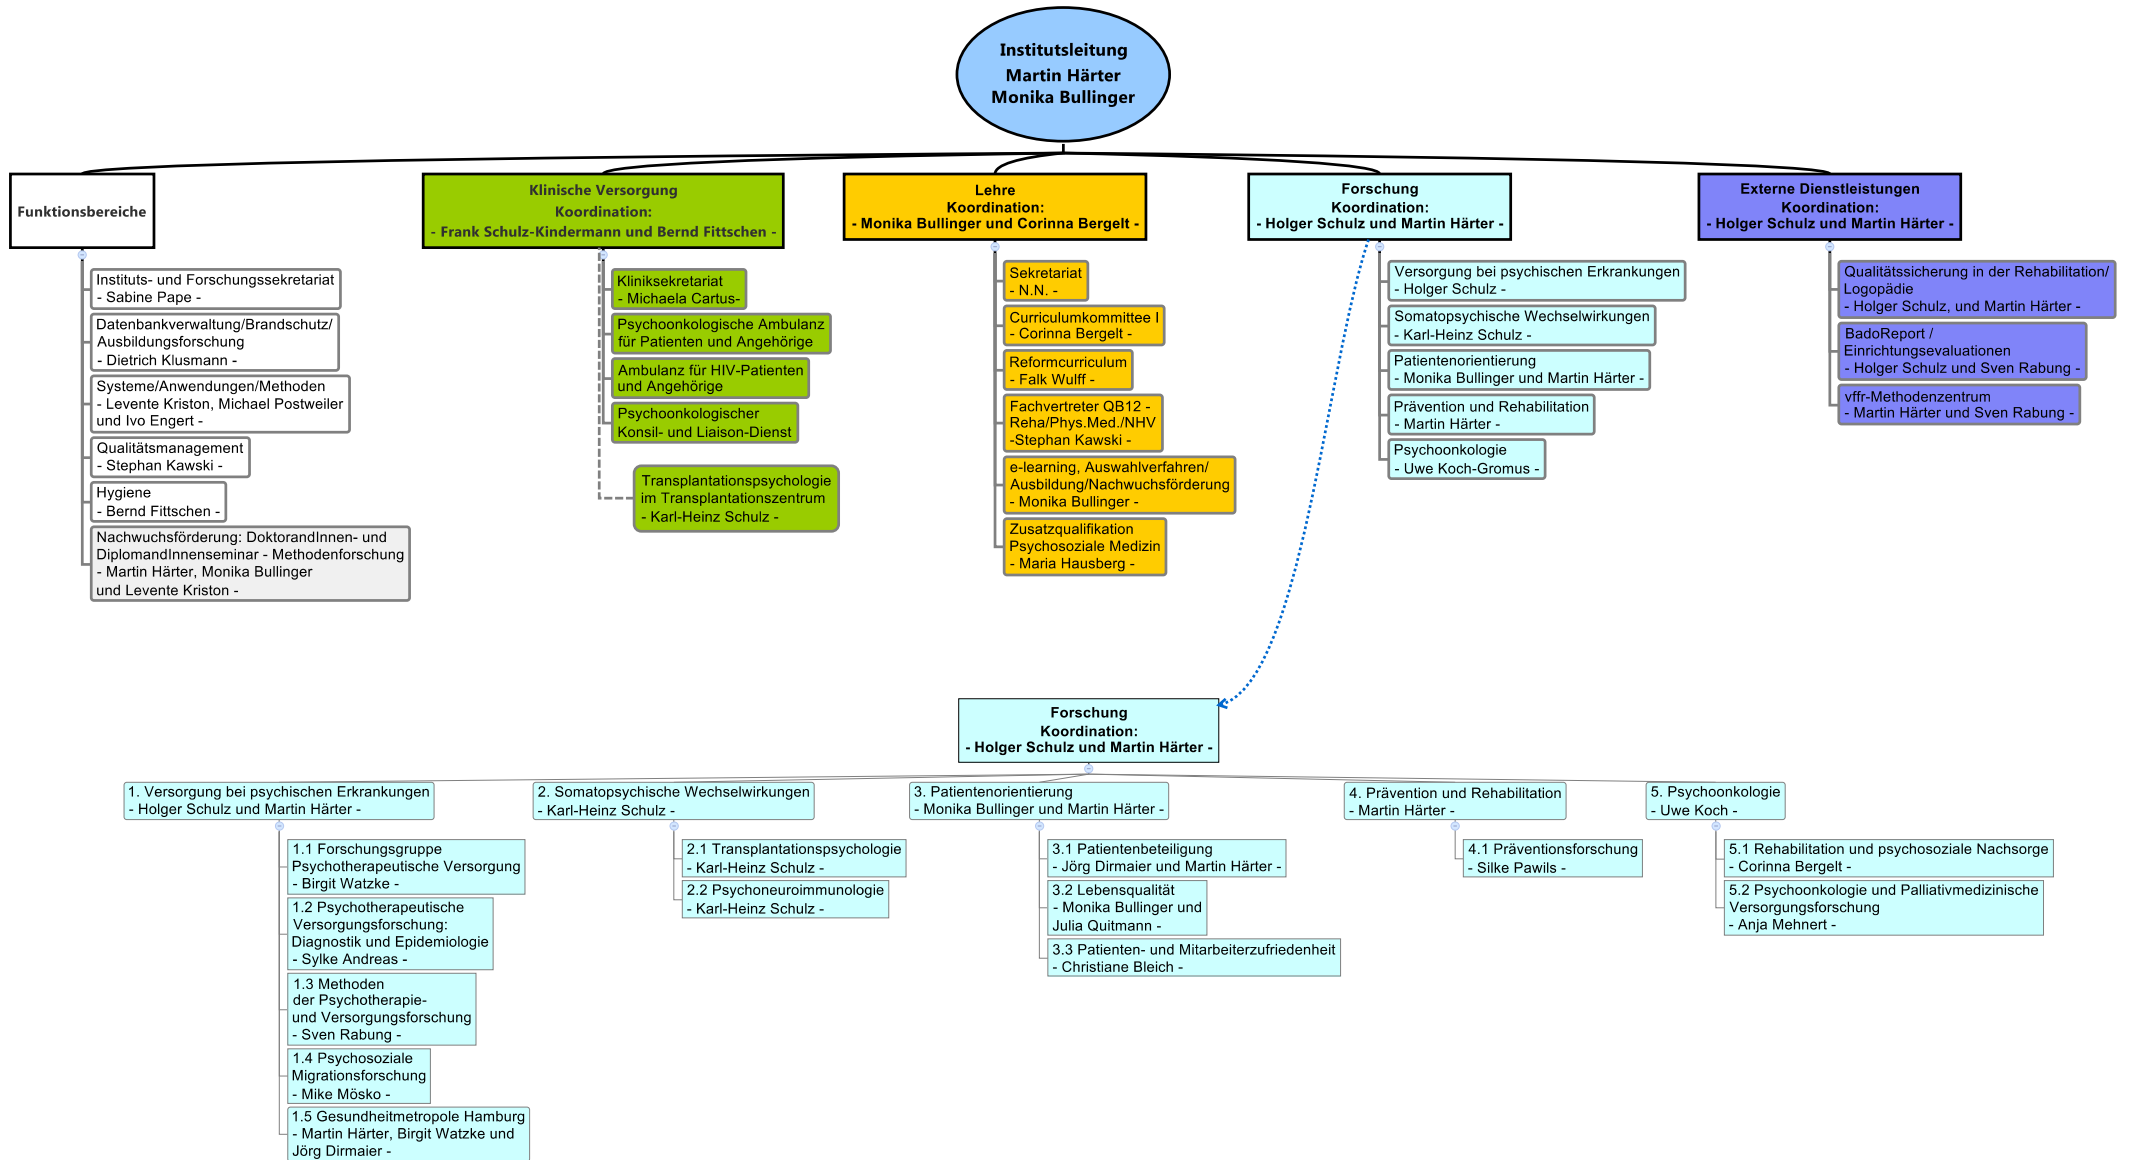 Institutsleitung
Martin Härter
Monika Bullinger
Funktionsbereiche
Instituts- und Forschungssekretariat
- Sabine Pape -
Datenbankverwaltung/Brandschutz/
Ausbildungsforschung
- Dietrich Klusmann -
Systeme/Anwendungen/Methoden
- Levente Kriston, Michael Postweiler
und Ivo Engert -
Qualitätsmanagement
- Stephan Kawski -
Hygiene
- Bernd Fittschen -
Nachwuchsförderung: DoktorandInnen- und
DiplomandInnenseminar - Methodenforschung
- Martin Härter, Monika Bullinger
und Levente Kriston -
Klinische Versorgung
Koordination:
- Frank Schulz-Kindermann und Bernd Fittschen -
Kliniksekretariat
- Michaela Cartus-
Psychoonkologische Ambulanz
für Patienten und Angehörige
Ambulanz für HIV-Patienten
und Angehörige
Psychoonkologischer
Konsil- und Liaison-Dienst
Transplantationspsychologie
im Transplantationszentrum
- Karl-Heinz Schulz -
Lehre
Koordination:
- Monika Bullinger und Corinna Bergelt -
Sekretariat
- N.N. -
Curriculumkommittee I
- Corinna Bergelt -
Reformcurriculum
- Falk Wulff -
Fachvertreter QB12 -
Reha/Phys.Med./NHV
-Stephan Kawski -
e-learning, Auswahlverfahren/
Ausbildung/Nachwuchsförderung
- Monika Bullinger -
Zusatzqualifikation
Psychosoziale Medizin
- Maria Hausberg -
Forschung
Koordination:
- Holger Schulz und Martin Härter -
Versorgung bei psychischen Erkrankungen
- Holger Schulz -
Somatopsychische Wechselwirkungen
- Karl-Heinz Schulz -
Patientenorientierung
- Monika Bullinger und Martin Härter -
Prävention und Rehabilitation
- Martin Härter -
Psychoonkologie
- Uwe Koch-Gromus -
Externe Dienstleistungen
Koordination:
- Holger Schulz und Martin Härter -
Qualitätssicherung in der Rehabilitation/
Logopädie
- Holger Schulz, und Martin Härter -
BadoReport /
Einrichtungsevaluationen
- Holger Schulz und Sven Rabung -
vffr-Methodenzentrum
- Martin Härter und Sven Rabung -
Forschung
Koordination:
- Holger Schulz und Martin Härter -
1. Versorgung bei psychischen Erkrankungen
- Holger Schulz und Martin Härter -
1.1 Forschungsgruppe
Psychotherapeutische Versorgung
- Birgit Watzke -
1.2 Psychotherapeutische
Versorgungsforschung:
Diagnostik und Epidemiologie
- Sylke Andreas -
1.3 Methoden
der Psychotherapie-
und Versorgungsforschung
- Sven Rabung -
1.4 Psychosoziale
Migrationsforschung
- Mike Mösko -
1.5 Gesundheitmetropole Hamburg
- Martin Härter, Birgit Watzke und
Jörg Dirmaier -
2. Somatopsychische Wechselwirkungen
- Karl-Heinz Schulz -
2.1 Transplantationspsychologie
- Karl-Heinz Schulz -
2.2 Psychoneuroimmunologie
- Karl-Heinz Schulz -
3. Patientenorientierung
- Monika Bullinger und Martin Härter -
3.1 Patientenbeteiligung
- Jörg Dirmaier und Martin Härter -
3.2 Lebensqualität
- Monika Bullinger und
Julia Quitmann -
3.3 Patienten- und Mitarbeiterzufriedenheit
- Christiane Bleich -
4. Prävention und Rehabilitation
- Martin Härter -
4.1 Präventionsforschung
- Silke Pawils -
5. Psychoonkologie
- Uwe Koch -
5.1 Rehabilitation und psychosoziale Nachsorge
- Corinna Bergelt -
5.2 Psychoonkologie und Palliativmedizinische
Versorgungsforschung
- Anja Mehnert -